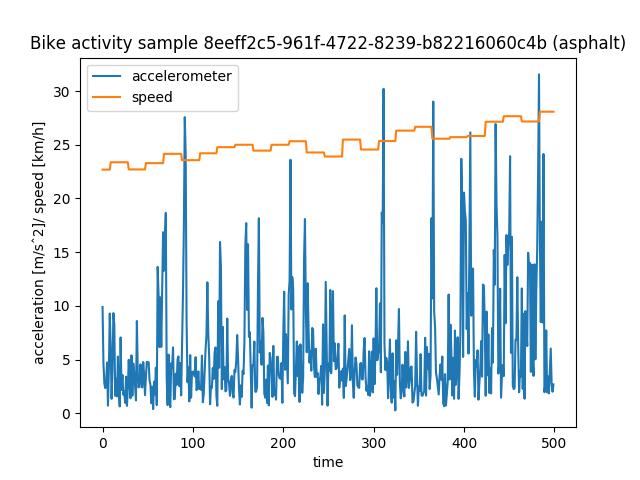 Bike activity sample 8eeff2c5-961f-4722-8239-b82216060c4b (asphalt)
accelerometer
speed
acceleration [m/s^2]/ speed [km/h]
30
25
20
15
10
5
0
0 100 200 300 400 500
time